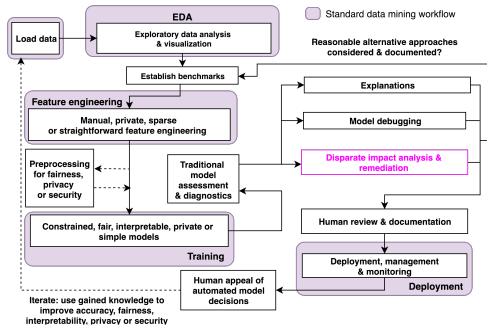 EDA
Standard data mining workflow
Load data
Exploratory data analysis
& visualization
Reasonable alternative approaches
considered & documented?
Establish benchmarks
Feature engineering
Explanations
Manual, private, sparse
or straightforward feature engineering
Model debugging
Preprocessing
for fairness,
privacy
or security
Traditional
model
assessment
& diagnostics
Disparate impact analysis &
remediation
Constrained, fair, interpretable, private or
simple models
Training
Human review & documentation
Deployment, management
& monitoring
Deployment
Human appeal of
automated model
decisions
Iterate: use gained knowledge to
improve accuracy, fairness,
interpretability, privacy or security